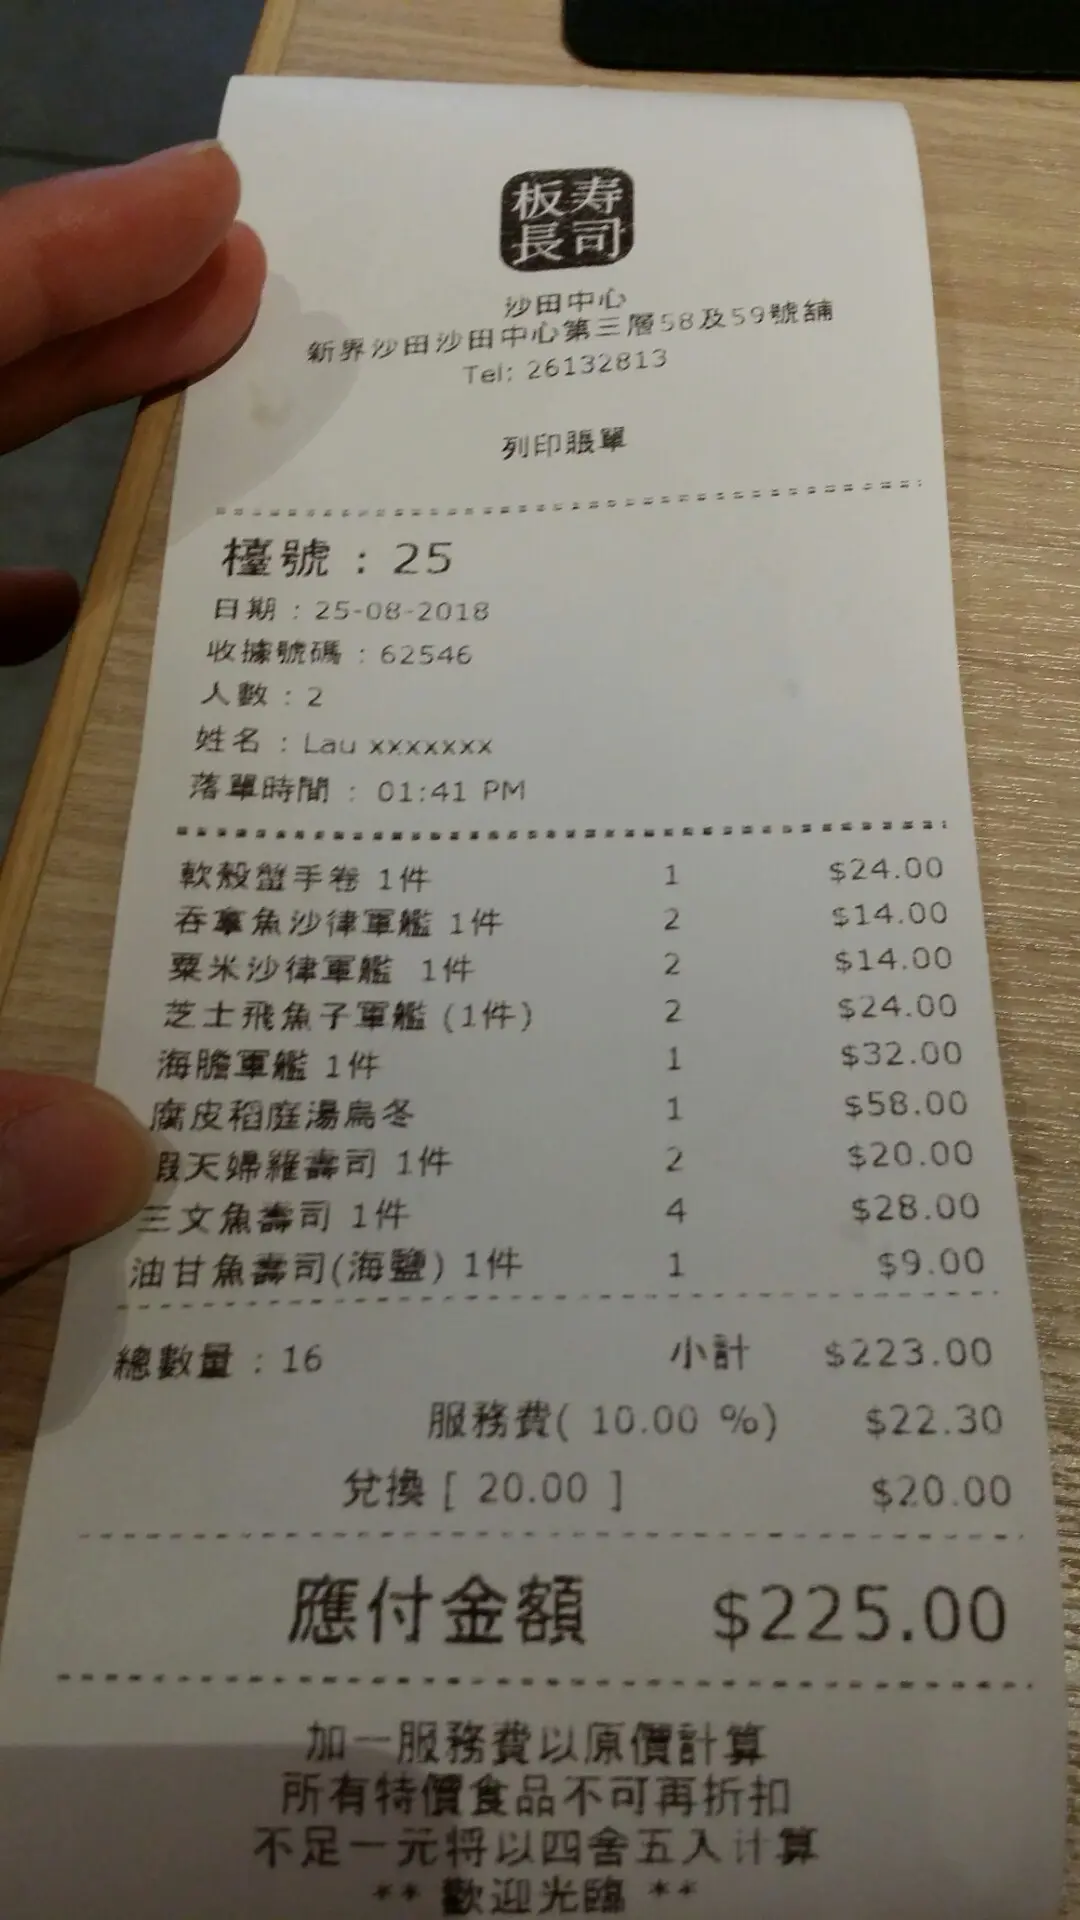 板寿
長司
沙田中心
新界沙田沙田中心第三層58及59號舖
Tel: 26132813
列印賬單
檯號 : 25
日期 : 25-08-2018
收據號碼 : 62546
人數 : 2
姓名 : Lau xxxxxxx
落單時間 : 01:41 PM
軟殼蟹手卷 1件 1 $24.00
吞拿魚沙律軍艦 1件 2 $14.00
粟米沙律軍艦 1件 2 $14.00
芝士飛魚子軍艦 (1件) 2 $24.00
海膽軍艦 1件 1 $32.00
腐皮稻庭湯烏冬 1 $58.00
蝦天婦羅壽司 1件 2 $20.00
三文魚壽司 1件 4 $28.00
油甘魚壽司(海鹽) 1件 1 $9.00
總數量 : 16 小計 $223.00
服務費( 10.00 %) $22.30
兌換 [ 20.00 ] $20.00
應付金額 $225.00
加一服務費以原價計算
所有特價食品不可再折扣
不足一元将以四舍五入计算
** 歡迎光臨 **